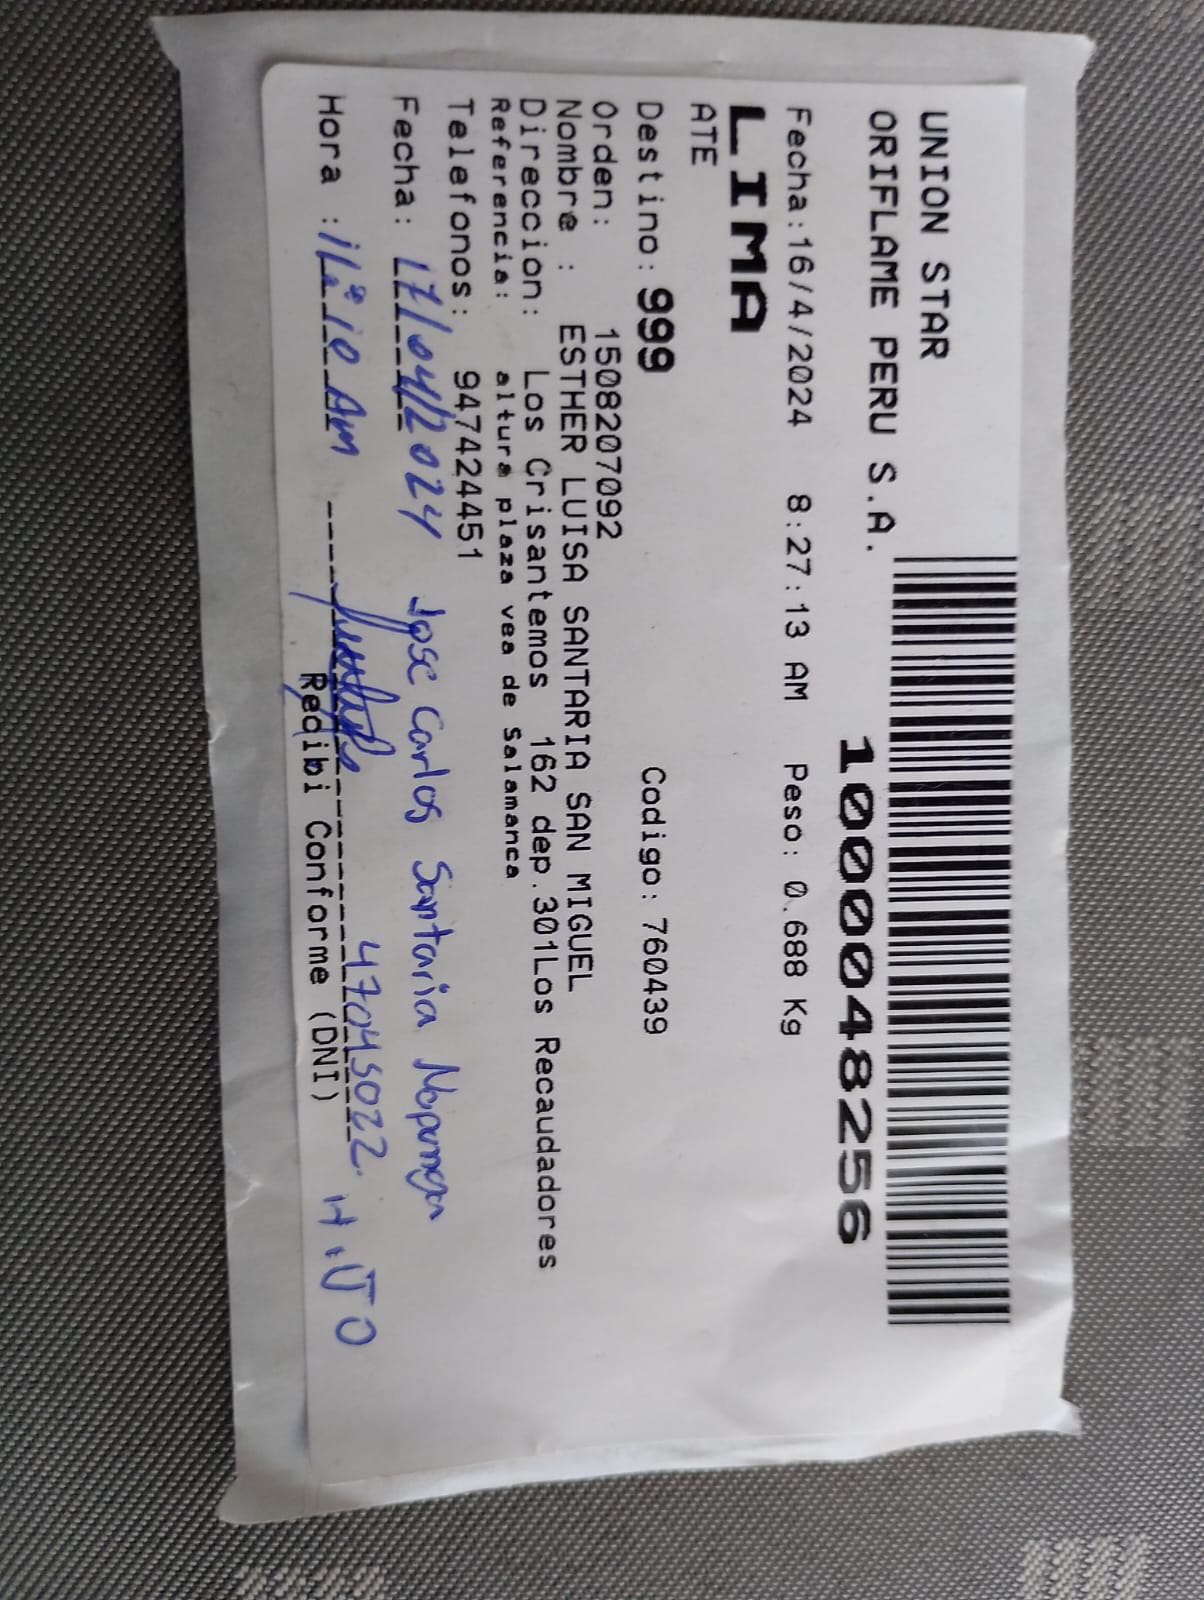 UNION STAR
ORIFLAME PERU S.A.
1000048256
Fecha:16/4/2024 8:27:13 AM Peso: 0.688 Kg
LIMA
ATE
Destino: 999 Codigo: 760439
Orden: 1508207092
Nombre : ESTHER LUISA SANTARIA SAN MIGUEL
Direccion: Los Crisantemos 162 dep.301Los Recaudadores
Referencia: altura plaza vea de Salamanca
Telefonos: 947424451
Fecha: 17/04/2024 Jose Carlos Santaria
Hora : 10 Am 47045022
Recibi Conforme (DNI)